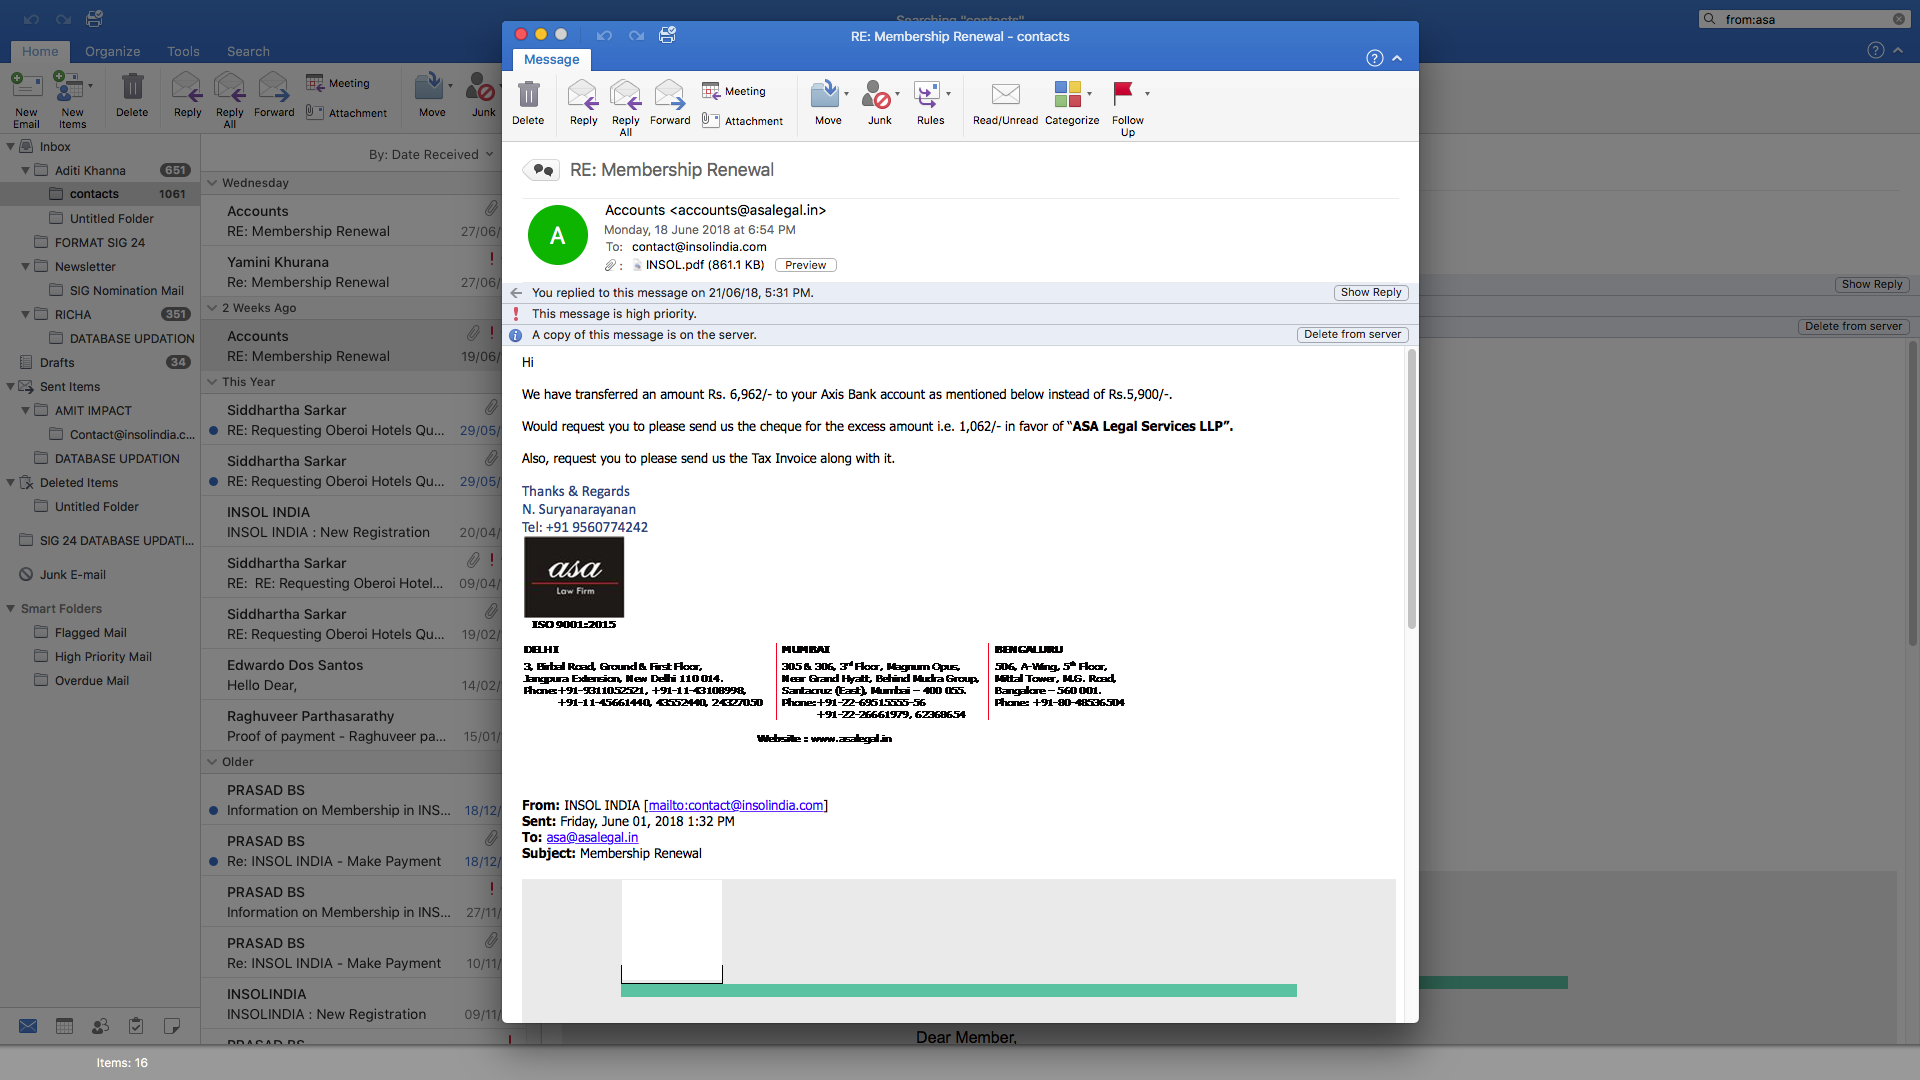 Searching "contacts"
from:asa
Home
Organize
Tools
Search
New Email
New Items
Delete
Reply
Reply All
Forward
Meeting
Attachment
Move
Junk
Inbox
Aditi Khanna 651
contacts 1061
Untitled Folder
FORMAT SIG 24
Newsletter
SIG Nomination Mail
RICHA 351
DATABASE UPDATION
Drafts 34
Sent Items
AMIT IMPACT
Contact@insolindia.c...
DATABASE UPDATION
Deleted Items
Untitled Folder
SIG 24 DATABASE UPDATI...
Junk E-mail
Smart Folders
Flagged Mail
High Priority Mail
Overdue Mail
Items: 16
By: Date Received
Wednesday
Accounts
RE: Membership Renewal 27/06/
Yamini Khurana
Re: Membership Renewal 27/06/
2 Weeks Ago
Accounts
RE: Membership Renewal 19/06/
This Year
Siddhartha Sarkar
RE: Requesting Oberoi Hotels Qu... 29/05/
Siddhartha Sarkar
RE: Requesting Oberoi Hotels Qu... 29/05/
INSOL INDIA
INSOL INDIA : New Registration 20/04/
Siddhartha Sarkar
RE: RE: Requesting Oberoi Hotel... 09/04/
Siddhartha Sarkar
RE: Requesting Oberoi Hotels Qu... 19/02/
Edwardo Dos Santos
Hello Dear, 14/02/
Raghuveer Parthasarathy
Proof of payment - Raghuveer pa... 15/01/
Older
PRASAD BS
Information on Membership in INS... 18/12/
PRASAD BS
Re: INSOL INDIA - Make Payment 18/12/
PRASAD BS
Information on Membership in INS... 27/11/
PRASAD BS
Re: INSOL INDIA - Make Payment 10/11/
INSOLINDIA
INSOLINDIA : New Registration 09/11/
PRASAD BS
RE: Membership Renewal - contacts
Message
Delete
Reply
Reply All
Forward
Meeting
Attachment
Move
Junk
Rules
Read/Unread
Categorize
Follow Up
RE: Membership Renewal
A
Accounts <accounts@asalegal.in>
Monday, 18 June 2018 at 6:54 PM
To: contact@insolindia.com
INSOL.pdf (861.1 KB) Preview
You replied to this message on 21/06/18, 5:31 PM. Show Reply
This message is high priority.
A copy of this message is on the server. Delete from server
Hi
We have transferred an amount Rs. 6,962/- to your Axis Bank account as mentioned below instead of Rs.5,900/-.
Would request you to please send us the cheque for the excess amount i.e. 1,062/- in favor of “ASA Legal Services LLP”.
Also, request you to please send us the Tax Invoice along with it.
Thanks & Regards
N. Suryanarayanan
Tel: +91 9560774242
asa
Law Firm
ISO 9001:2015
DELHI
3, Birbal Road, Ground & First Floor,
Jangpura Extension, New Delhi 110 014.
Phone:+91-9311052521, +91-11-43108998,
+91-11-45661440, 43552440, 24327050
MUMBAI
305 & 306, 3rd Floor, Magnum Opus,
Near Grand Hyatt, Behind Mudra Group,
Santacruz (East), Mumbai – 400 055.
Phone:+91-22-69515555-56
+91-22-26661979, 62368654
BENGALURU
506, A-Wing, 5th Floor,
Mittal Tower, M.G. Road,
Bangalore – 560 001.
Phone: +91-80-48536504
Website : www.asalegal.in
From: INSOL INDIA [mailto:contact@insolindia.com]
Sent: Friday, June 01, 2018 1:32 PM
To: asa@asalegal.in
Subject: Membership Renewal
Show Reply
Delete from server
Dear Member,